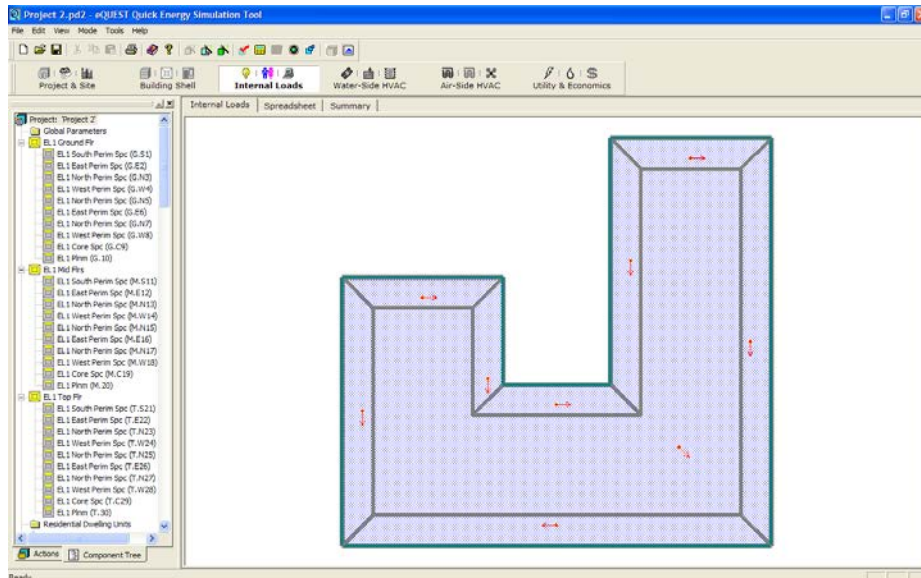 Project 2.pd2 - eQUEST Quick Energy Simulation Tool
File Edit View Mode Tools Help
Project & Site Building Shell Internal Loads Water-Side HVAC Air-Side HVAC Utility & Economics
Internal Loads Spreadsheet Summary
Project: 'Project 2'
Global Parameters
EL1 Ground Flr
EL1 South Perim Spc (G.S1)
EL1 East Perim Spc (G.E2)
EL1 North Perim Spc (G.N3)
EL1 West Perim Spc (G.W4)
EL1 North Perim Spc (G.N5)
EL1 East Perim Spc (G.E6)
EL1 North Perim Spc (G.N7)
EL1 West Perim Spc (G.W8)
EL1 Core Spc (G.C9)
EL1 Plnm (G.10)
EL1 Mid Flrs
EL1 South Perim Spc (M.S11)
EL1 East Perim Spc (M.E12)
EL1 North Perim Spc (M.N13)
EL1 West Perim Spc (M.W14)
EL1 North Perim Spc (M.N15)
EL1 East Perim Spc (M.E16)
EL1 North Perim Spc (M.N17)
EL1 West Perim Spc (M.W18)
EL1 Core Spc (M.C19)
EL1 Plnm (M.20)
EL1 Top Flr
EL1 South Perim Spc (T.S21)
EL1 East Perim Spc (T.E22)
EL1 North Perim Spc (T.N23)
EL1 West Perim Spc (T.W24)
EL1 North Perim Spc (T.N25)
EL1 East Perim Spc (T.E26)
EL1 North Perim Spc (T.N27)
EL1 West Perim Spc (T.W28)
EL1 Core Spc (T.C29)
EL1 Plnm (T.30)
Residential Dwelling Units
Actions Component Tree
Ready